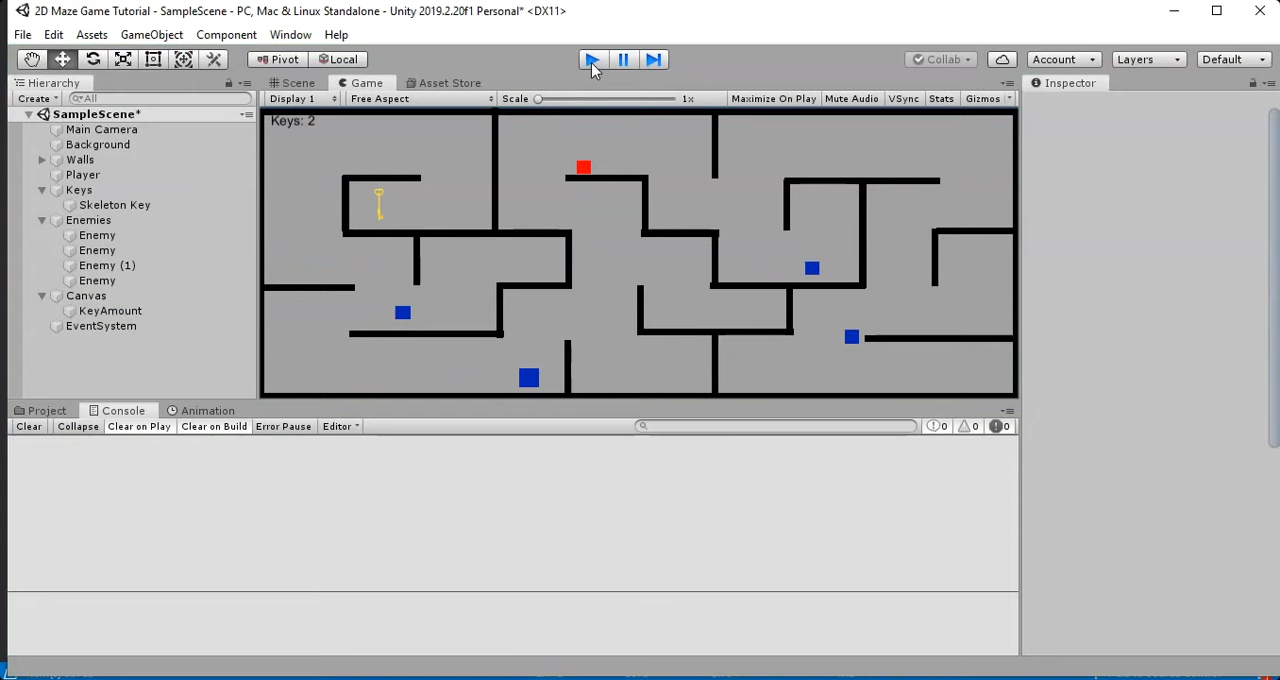 2D Maze Game Tutorial - SampleScene - PC, Mac & Linux Standalone - Unity 2019.2.20f1 Personal* <DX11>
File Edit Assets GameObject Component Window Help
Pivot Local Collab Account Layers Default
Hierarchy Scene Game Asset Store Inspector
Create All Display 1 Free Aspect Scale 1x Maximize On Play Mute Audio VSync Stats Gizmos
SampleScene*
Keys: 2
Main Camera
Background
Walls
Player
Keys
Skeleton Key
Enemies
Enemy
Enemy
Enemy (1)
Enemy
Canvas
KeyAmount
EventSystem
Project Console Animation
Clear Collapse Clear on Play Clear on Build Error Pause Editor 0 0 0